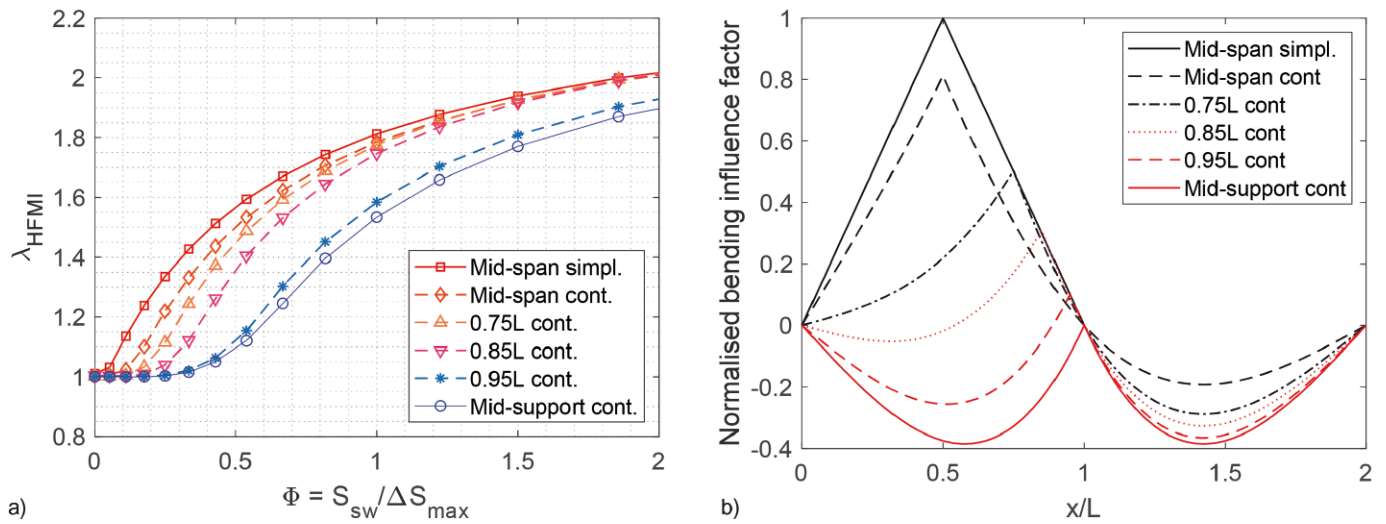 2.2
2
1.8
1.6
1.4
1.2
1
0.8
λHFMI
0
0.5
1
1.5
2
Φ = Ssw/ΔSmax
Mid-span simpl.
Mid-span cont.
0.75L cont.
0.85L cont.
0.95L cont.
Mid-support cont.
a)
1
0.8
0.6
0.4
0.2
0
-0.2
-0.4
Normalised bending influence factor
0
0.5
1
1.5
2
x/L
Mid-span simpl.
Mid-span cont
0.75L cont
0.85L cont
0.95L cont
Mid-support cont
b)